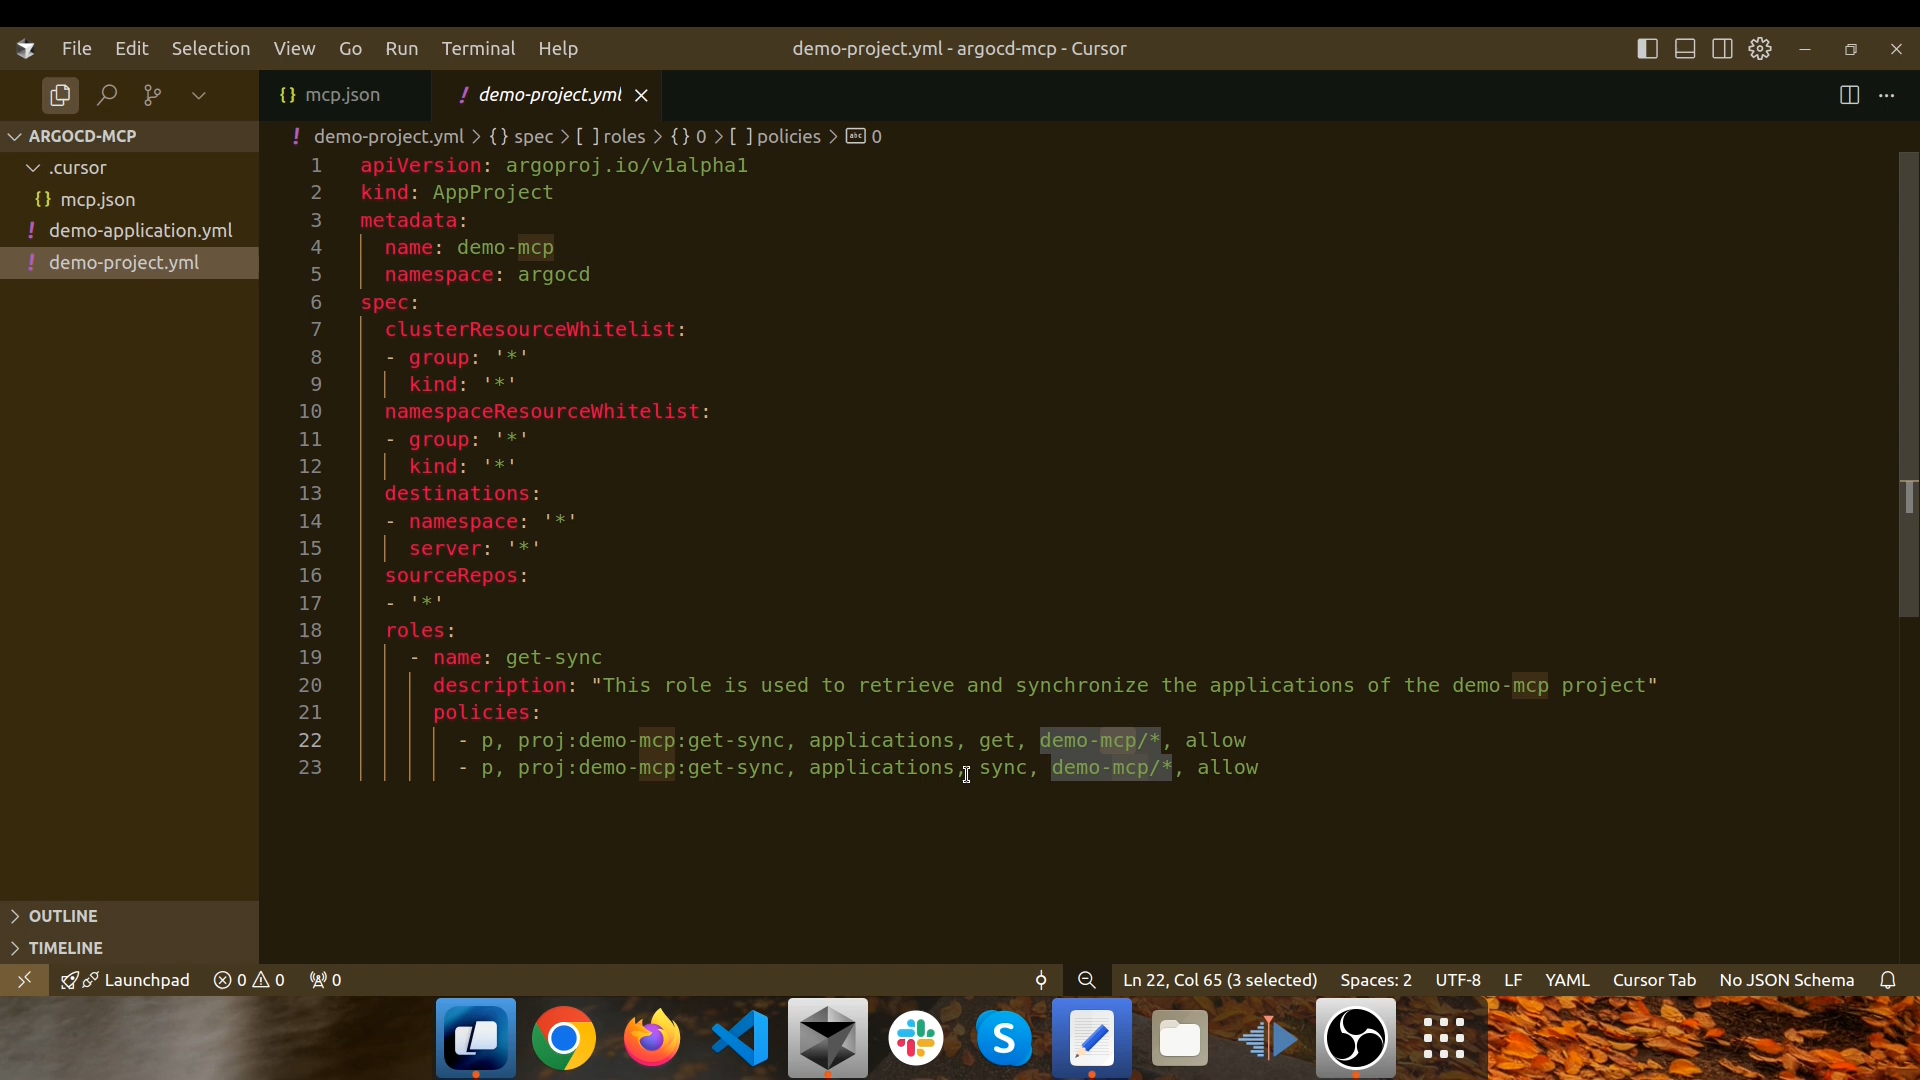 File Edit Selection View Go Run Terminal Help demo-project.yml - argocd-mcp - Cursor
{} mcp.json ! demo-project.yml
ARGOCD-MCP
.cursor
{} mcp.json
! demo-application.yml
! demo-project.yml
OUTLINE
TIMELINE
! demo-project.yml > {} spec > [ ] roles > {} 0 > [ ] policies > abc 0
1 apiVersion: argoproj.io/v1alpha1
2 kind: AppProject
3 metadata:
4 name: demo-mcp
5 namespace: argocd
6 spec:
7 clusterResourceWhitelist:
8 - group: '*'
9 kind: '*'
10 namespaceResourceWhitelist:
11 - group: '*'
12 kind: '*'
13 destinations:
14 - namespace: '*'
15 server: '*'
16 sourceRepos:
17 - '*'
18 roles:
19 - name: get-sync
20 description: "This role is used to retrieve and synchronize the applications of the demo-mcp project"
21 policies:
22 - p, proj:demo-mcp:get-sync, applications, get, demo-mcp/*, allow
23 - p, proj:demo-mcp:get-sync, applications, sync, demo-mcp/*, allow
Launchpad 0 0 0 Ln 22, Col 65 (3 selected) Spaces: 2 UTF-8 LF YAML Cursor Tab No JSON Schema